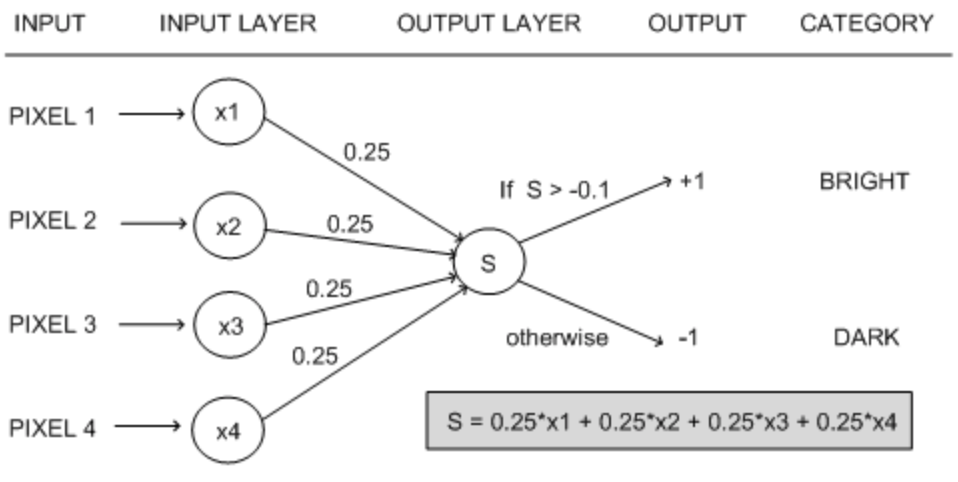 INPUT INPUT LAYER OUTPUT LAYER OUTPUT CATEGORY
PIXEL 1 x1
0.25
If S > -0.1 +1 BRIGHT
PIXEL 2 x2 0.25
S
0.25
PIXEL 3 x3
otherwise -1 DARK
0.25
PIXEL 4 x4
S = 0.25*x1 + 0.25*x2 + 0.25*x3 + 0.25*x4